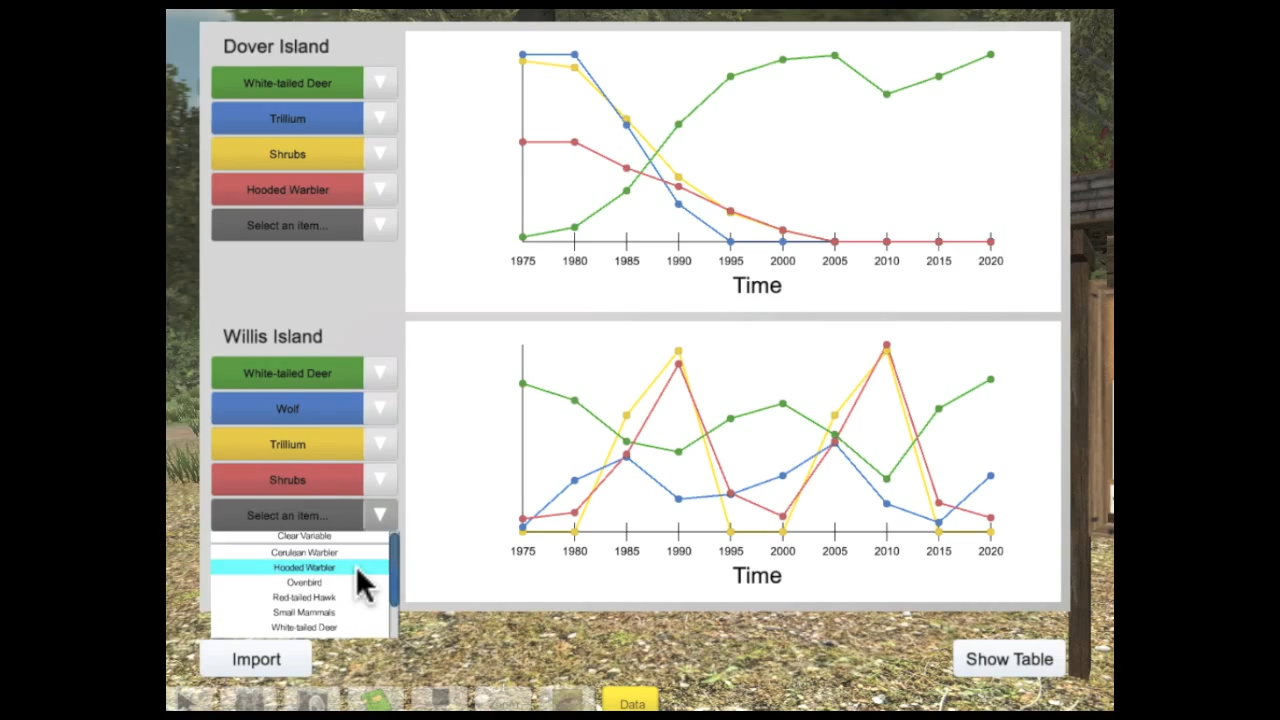 Dover Island
White-tailed Deer
Trillium
Shrubs
Hooded Warbler
Select an item...
1975 1980 1985 1990 1995 2000 2005 2010 2015 2020
Time
Willis Island
White-tailed Deer
Wolf
Trillium
Shrubs
Select an item...
Clear Variable
Cerulean Warbler
Hooded Warbler
Ovenbird
Red-tailed Hawk
Small Mammals
White-tailed Deer
1975 1980 1985 1990 1995 2000 2005 2010 2015 2020
Time
Import
Show Table
Data